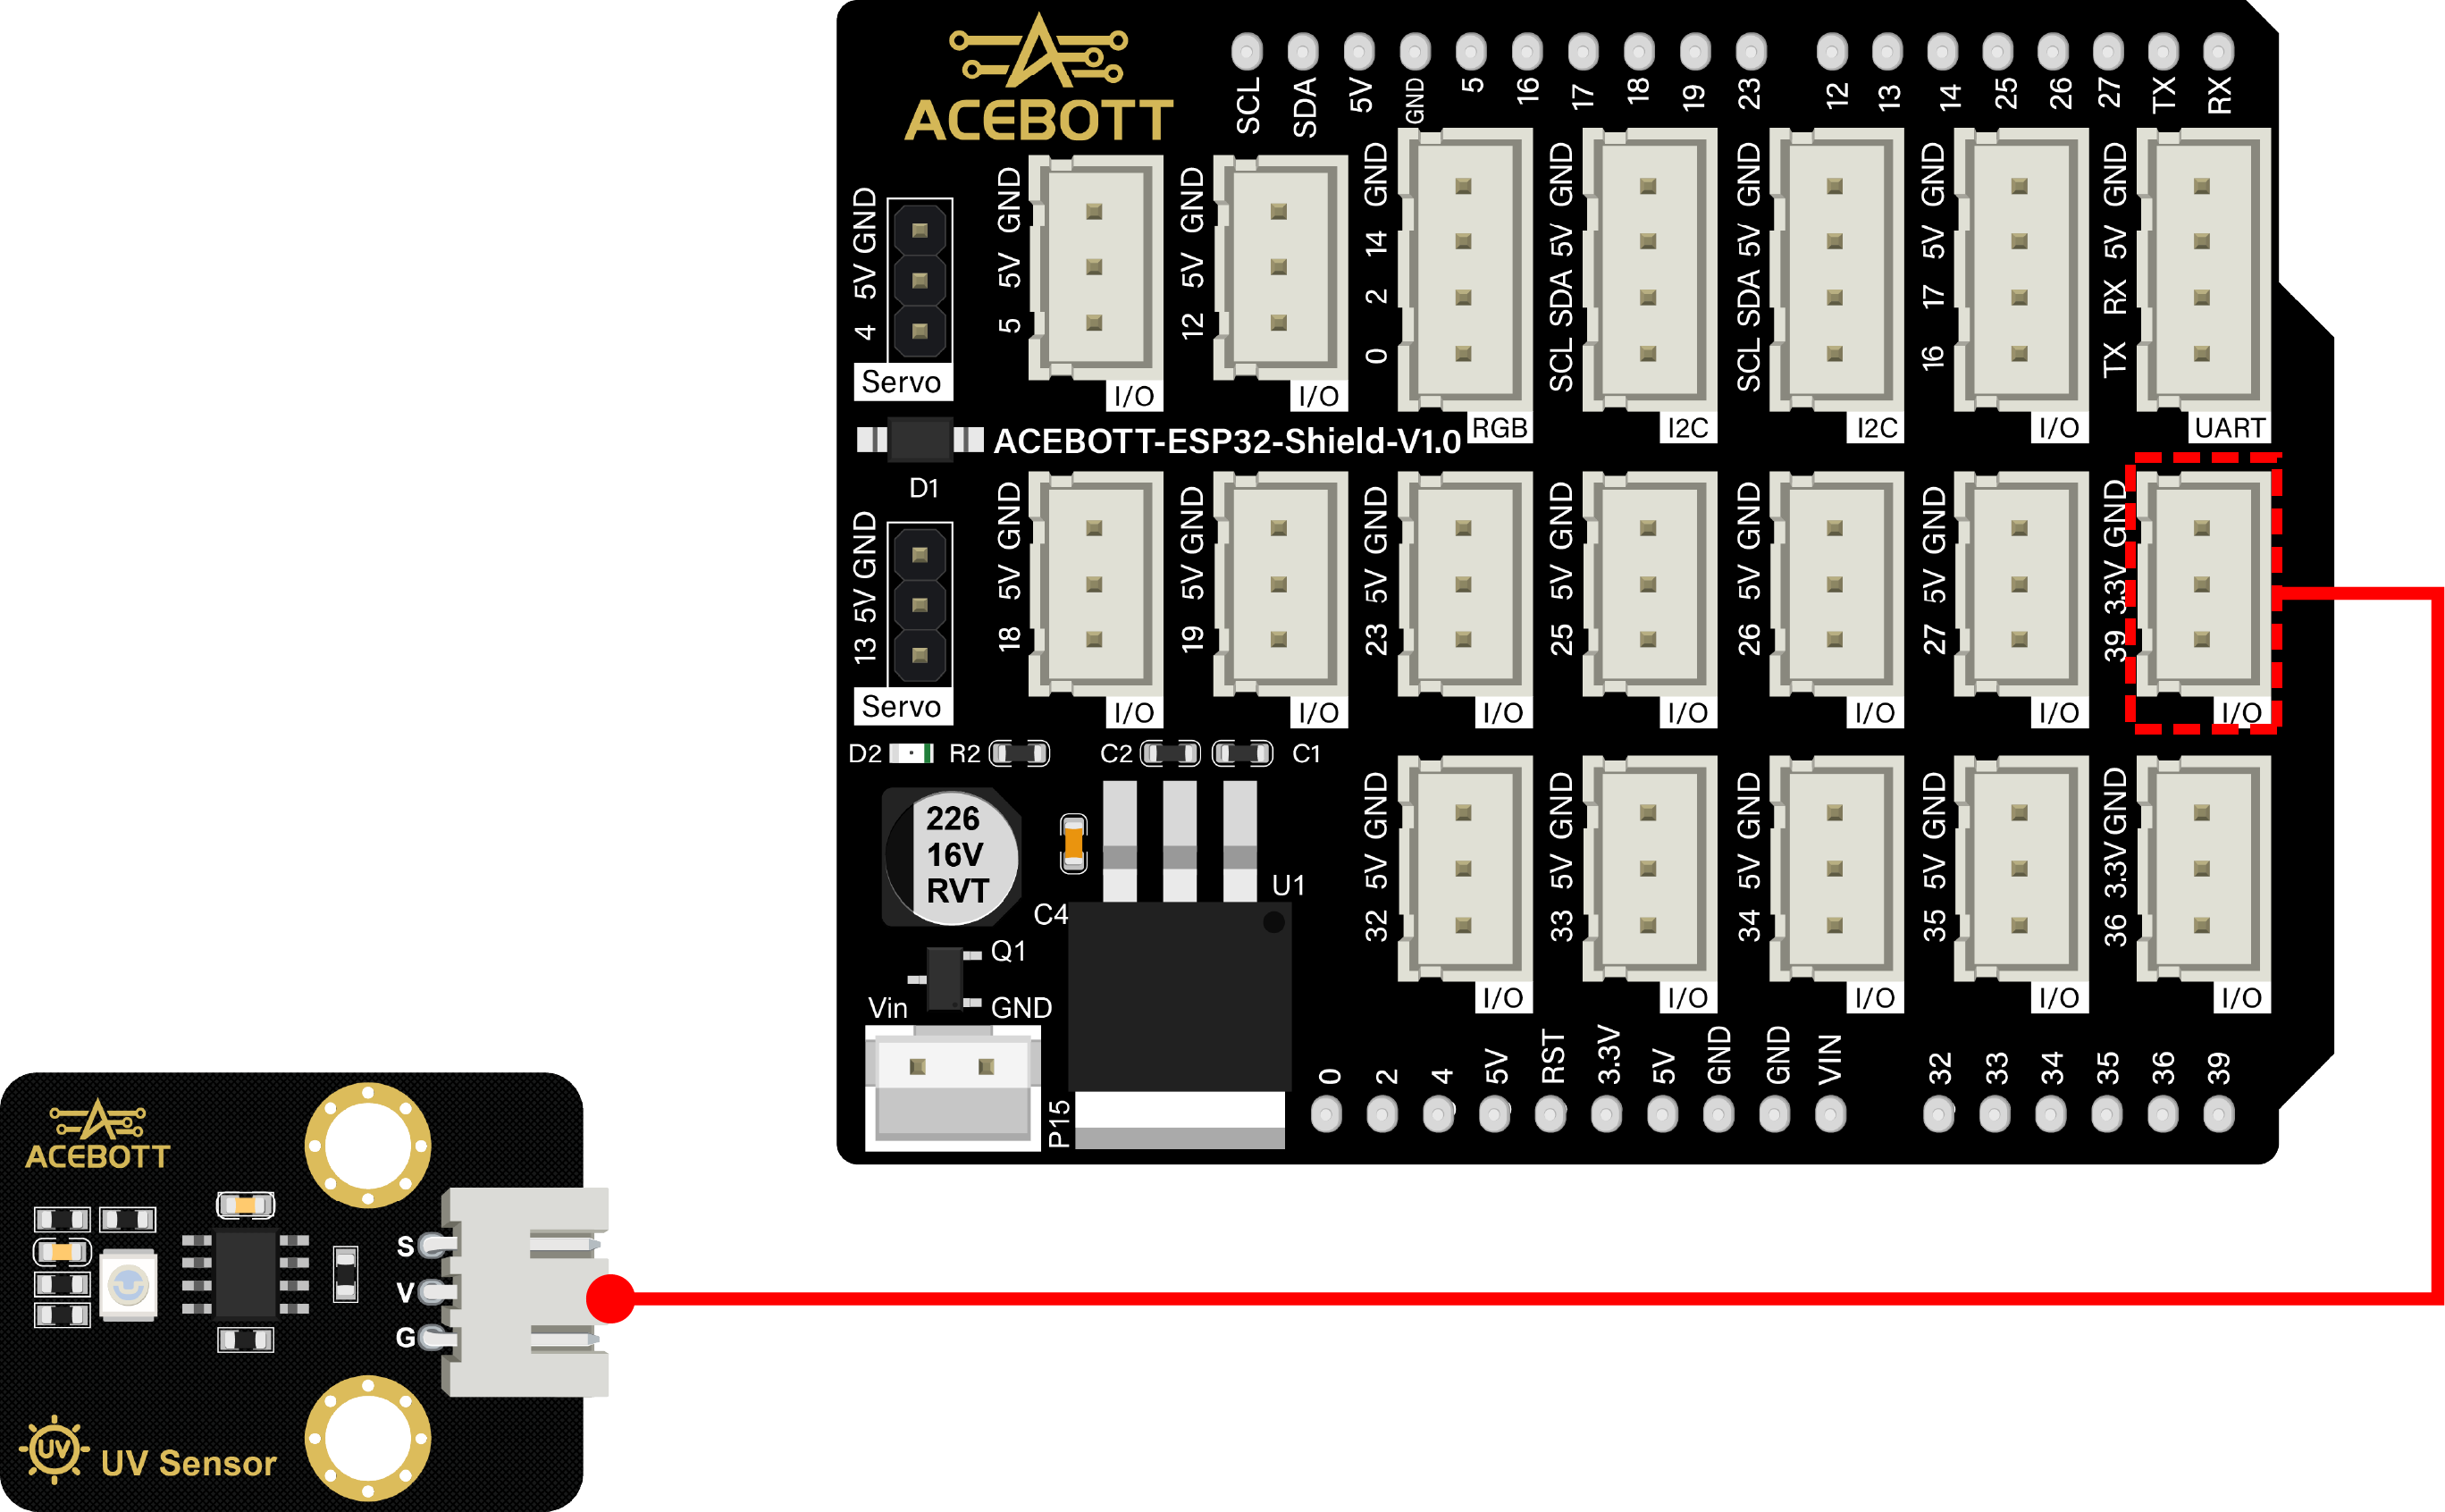 ACEBOTT
SCL SDA 5V GND 5 16 17 18 19 23 12 13 14 25 26 27 TX RX
4 5V GND
Servo
5 5V GND
I/O
12 5V GND
I/O
0 2 14 GND
RGB
SCL SDA 5V GND
I2C
SCL SDA 5V GND
I2C
16 17 5V GND
I/O
TX RX 5V GND
UART
ACEBOTT-ESP32-Shield-V1.0
D1
13 5V GND
Servo
18 5V GND
I/O
19 5V GND
I/O
23 5V GND
I/O
25 5V GND
I/O
26 5V GND
I/O
27 5V GND
I/O
39 3.3V GND
I/O
D2
R2
C2
C1
226
16V
RVT
C4
U1
Q1
Vin
GND
P15
32 5V GND
I/O
33 5V GND
I/O
34 5V GND
I/O
35 5V GND
I/O
36 3.3V GND
I/O
0 2 4 5V RST 3.3V 5V GND GND VIN 32 33 34 35 36 39
ACEBOTT
S
V
G
UV
UV Sensor